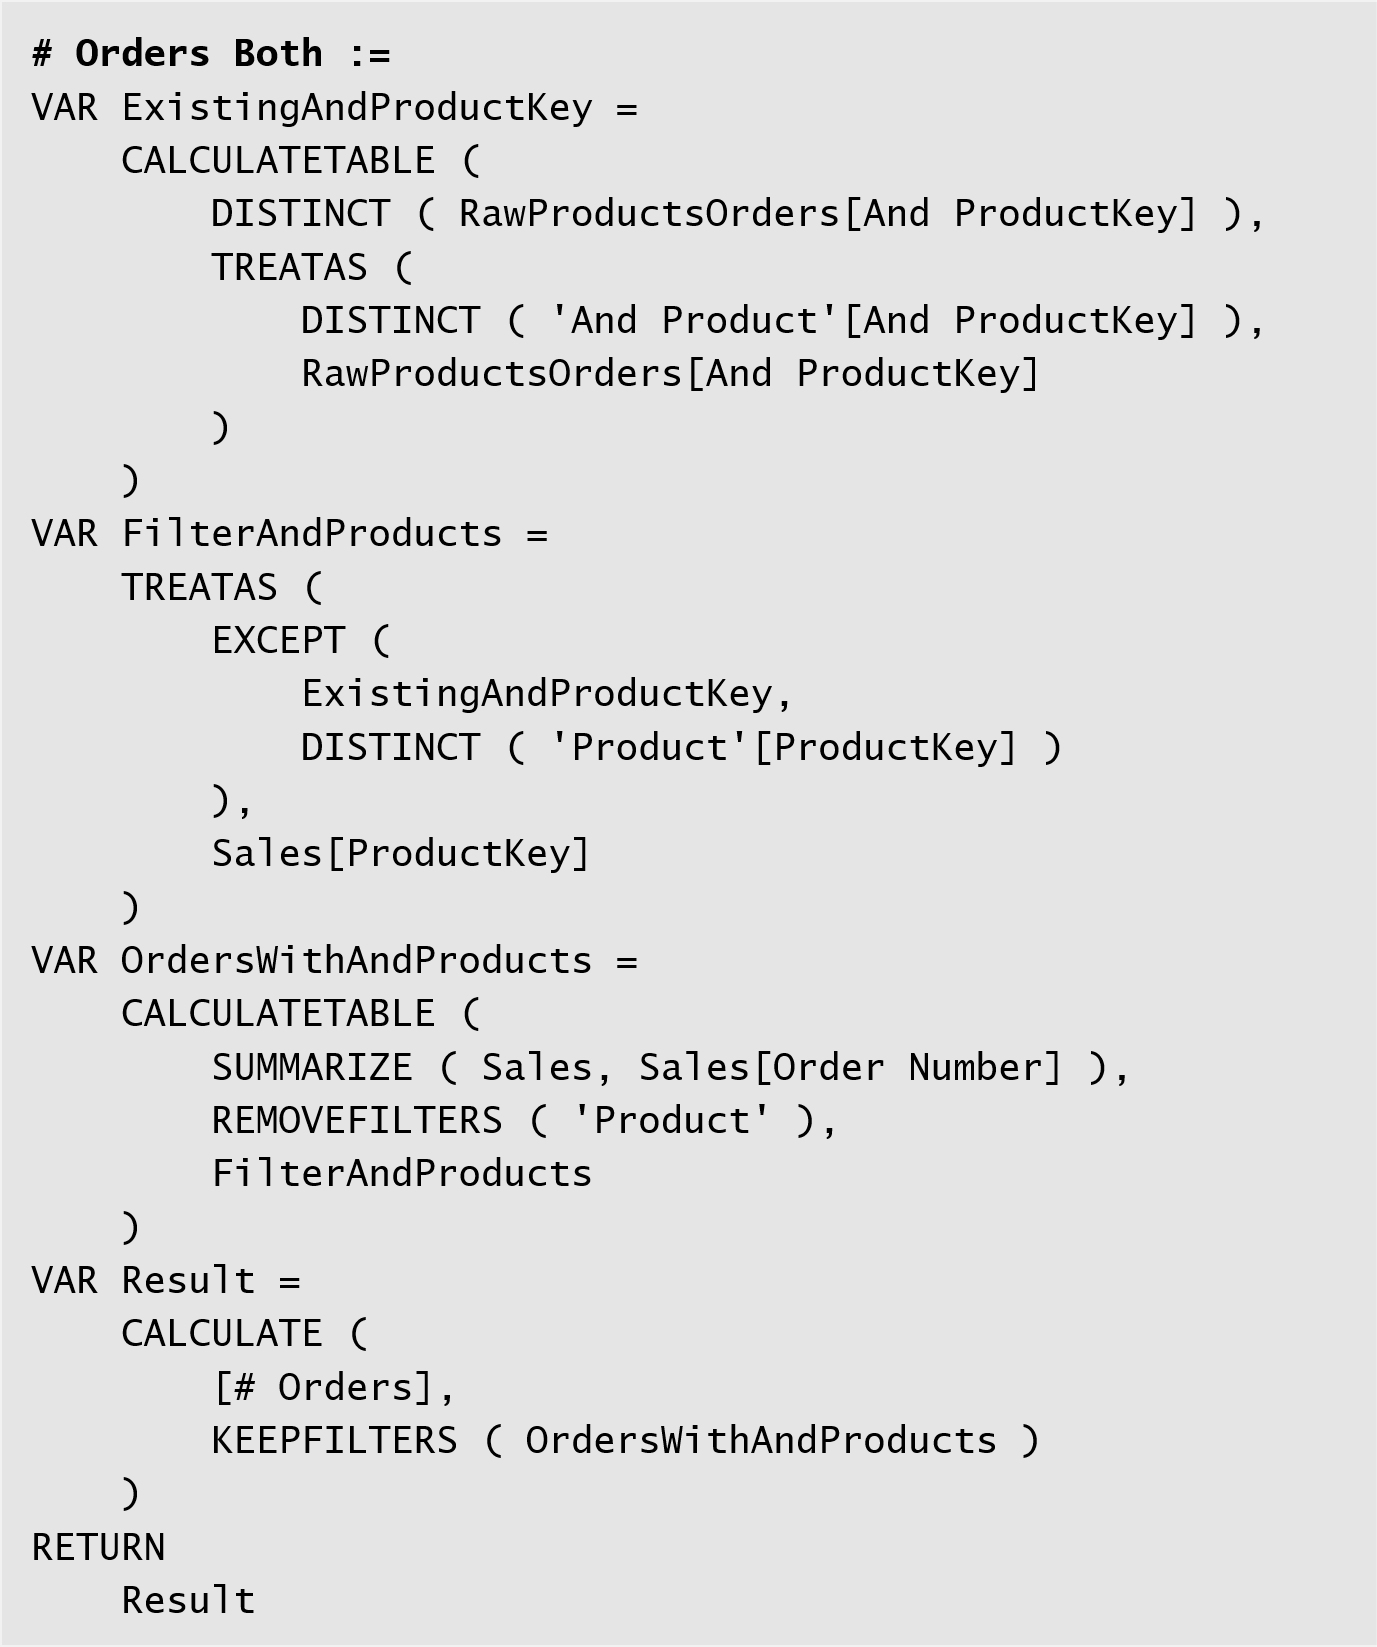 # Orders Both :=
VAR ExistingAndProductKey =
    CALCULATETABLE (
        DISTINCT ( RawProductsOrders[And ProductKey] ),
        TREATAS (
            DISTINCT ( 'And Product'[And ProductKey] ),
            RawProductsOrders[And ProductKey]
        )
    )
VAR FilterAndProducts =
    TREATAS (
        EXCEPT (
            ExistingAndProductKey,
            DISTINCT ( 'Product'[ProductKey] )
        ),
        Sales[ProductKey]
    )
VAR OrdersWithAndProducts =
    CALCULATETABLE (
        SUMMARIZE ( Sales, Sales[Order Number] ),
        REMOVEFILTERS ( 'Product' ),
        FilterAndProducts
    )
VAR Result =
    CALCULATE (
        [# Orders],
        KEEPFILTERS ( OrdersWithAndProducts )
    )
RETURN
    Result